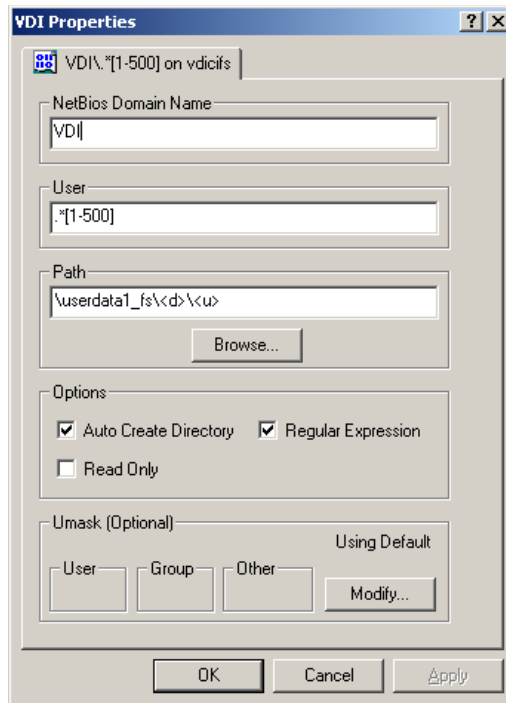 VDI Properties
VDI\.*[1-500] on vdicifs
NetBios Domain Name
VDI
User
.*[1-500]
Path
\userdata1_fs\<d>\<u>
Browse...
Options
Auto Create Directory Regular Expression
Read Only
Umask (Optional)
Using Default
User Group Other
Modify...
OK Cancel Apply